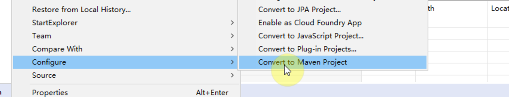 Restore from Local History...
StartExplorer
Team
Compare With
Configure
Source
Properties Alt+Enter
Convert to JPA Project...
Enable as Cloud Foundry App
Convert to JavaScript Project...
Convert to Plug-in Projects...
Convert to Maven Project
Locat